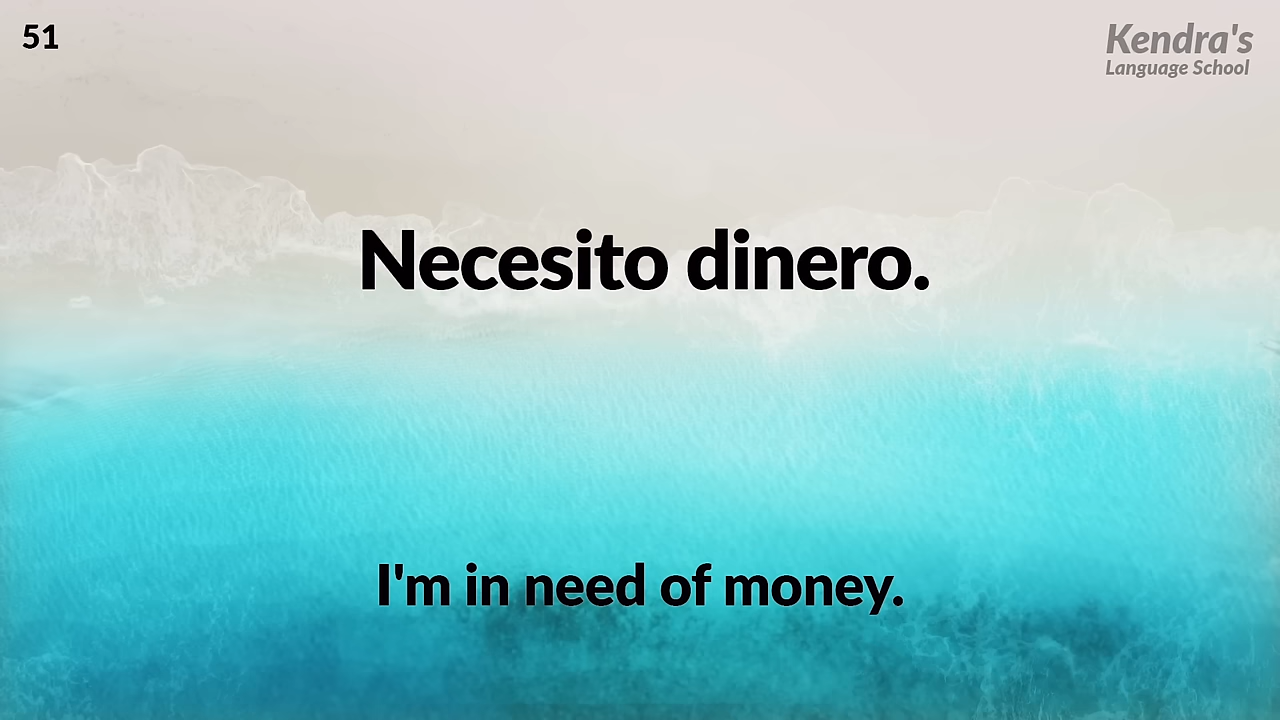 51
Kendra's
Language School
Necesito dinero.
I'm in need of money.